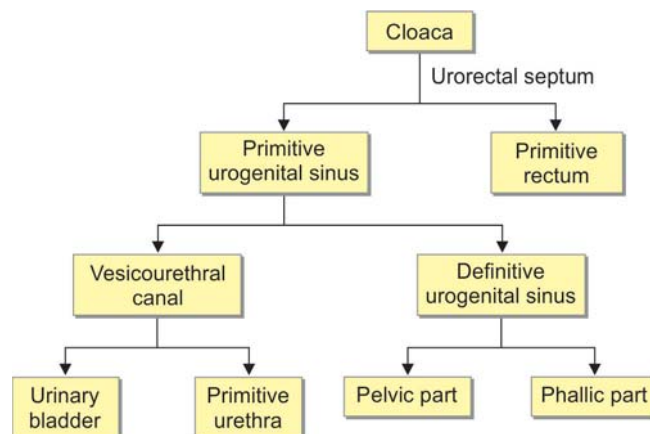 Cloaca
Urorectal septum
Primitive
urogenital sinus
Primitive
rectum
Vesicourethral
canal
Definitive
urogenital sinus
Urinary
bladder
Primitive
urethra
Pelvic part
Phallic part